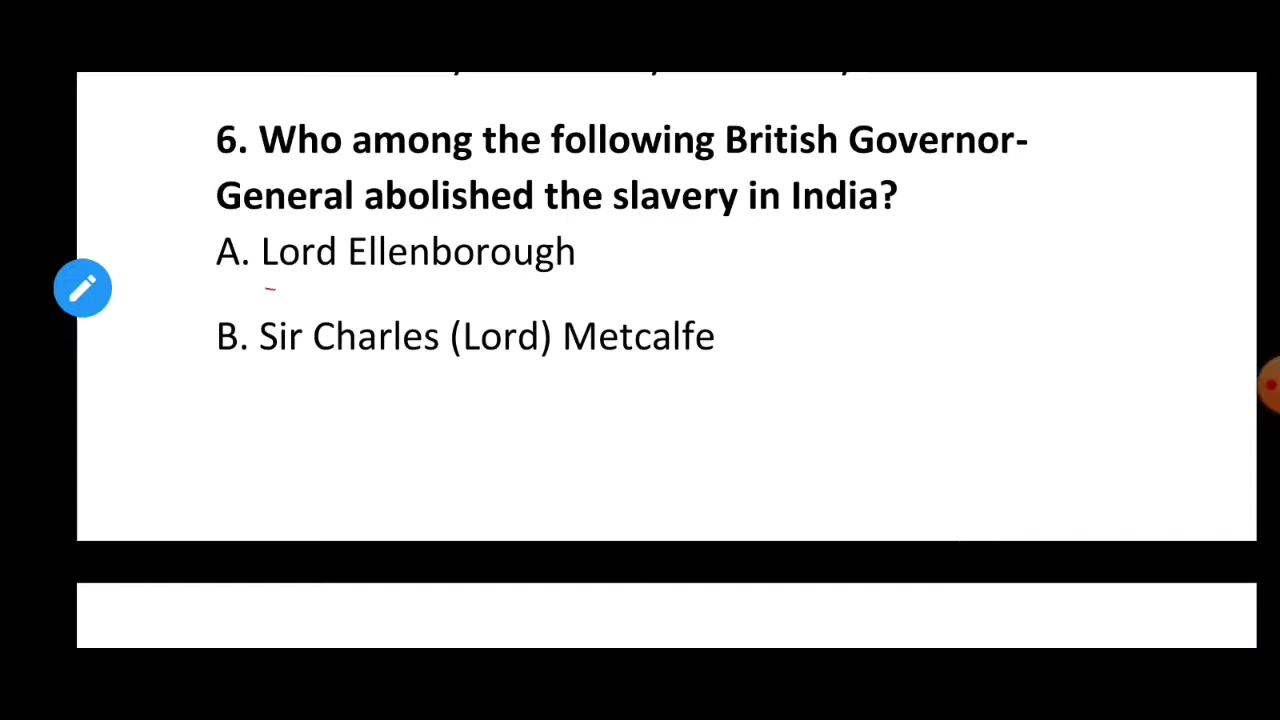 6. Who among the following British Governor-
General abolished the slavery in India?
A. Lord Ellenborough
B. Sir Charles (Lord) Metcalfe